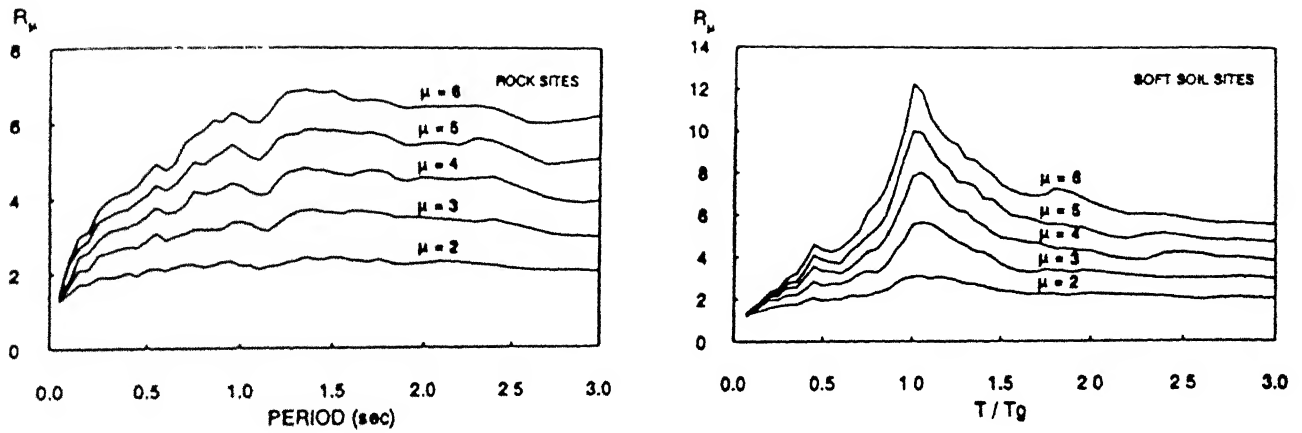 R_μ
8
6
4
2
0
ROCK SITES
μ = 6
μ = 5
μ = 4
μ = 3
μ = 2
0.0 0.5 1.0 1.5 2.0 2.5 3.0
PERIOD (sec)
R_μ
14
12
10
8
6
4
2
0
SOFT SOIL SITES
μ = 6
μ = 5
μ = 4
μ = 3
μ = 2
0.0 0.5 1.0 1.5 2.0 2.5 3.0
T / Tg